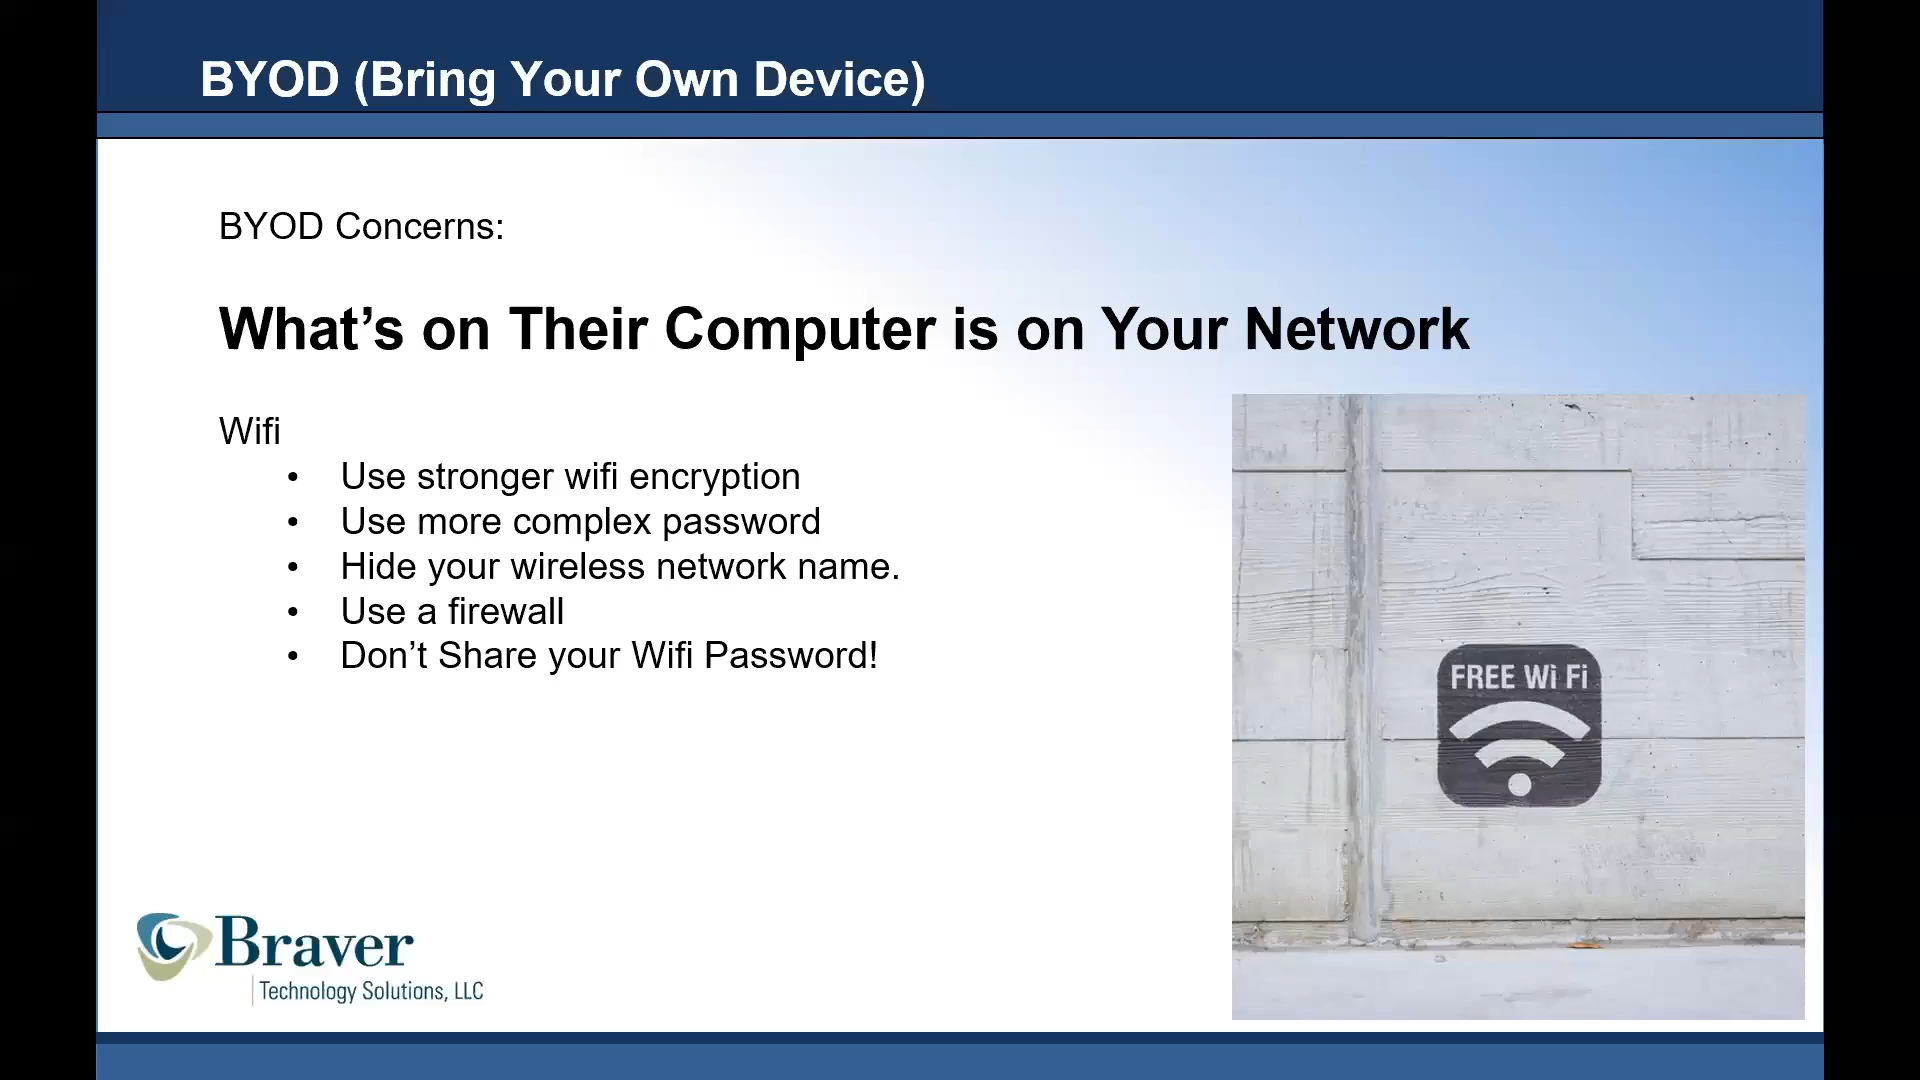 BYOD (Bring Your Own Device)
BYOD Concerns:
What’s on Their Computer is on Your Network
Wifi
• Use stronger wifi encryption
• Use more complex password
• Hide your wireless network name.
• Use a firewall
• Don’t Share your Wifi Password!
FREE Wi Fi
Braver
Technology Solutions, LLC